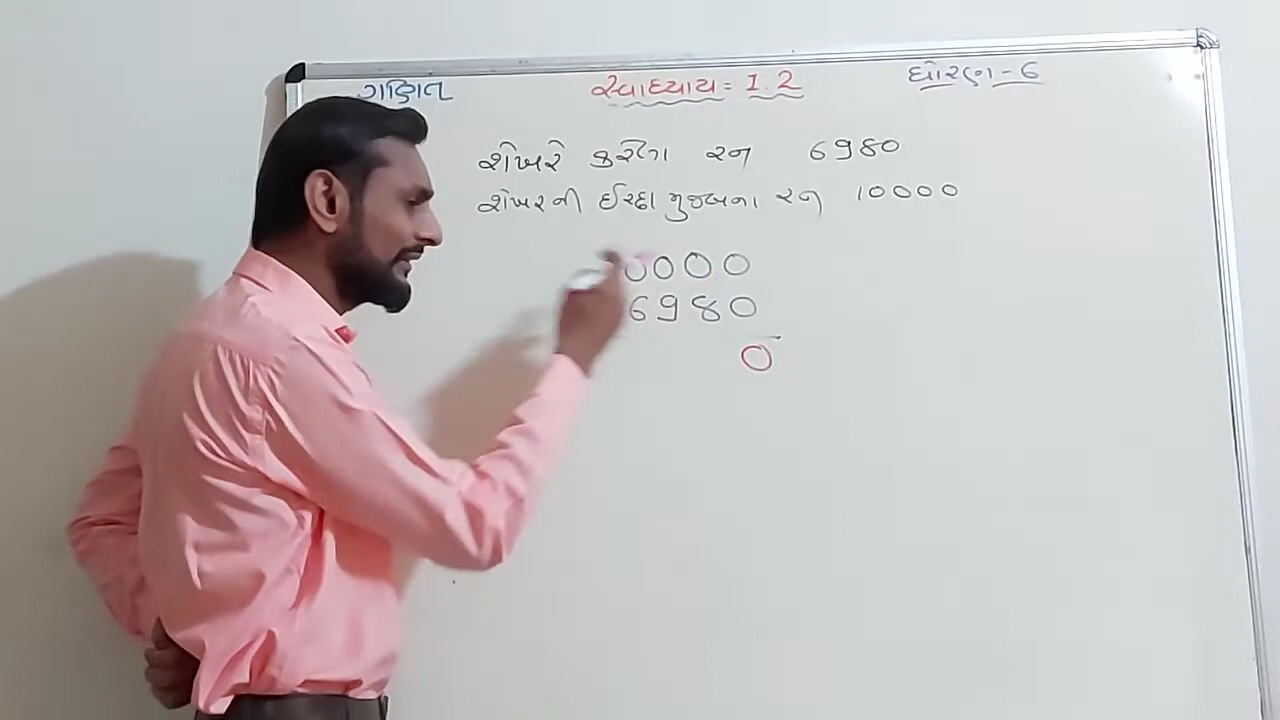 ગણિત
સ્વાધ્યાય = 1.2
ધોરણ - 6
શેખરે કરેલા રન 6980
શેખરની ઈચ્છા મુજબના રન 10000
0000
6980
0